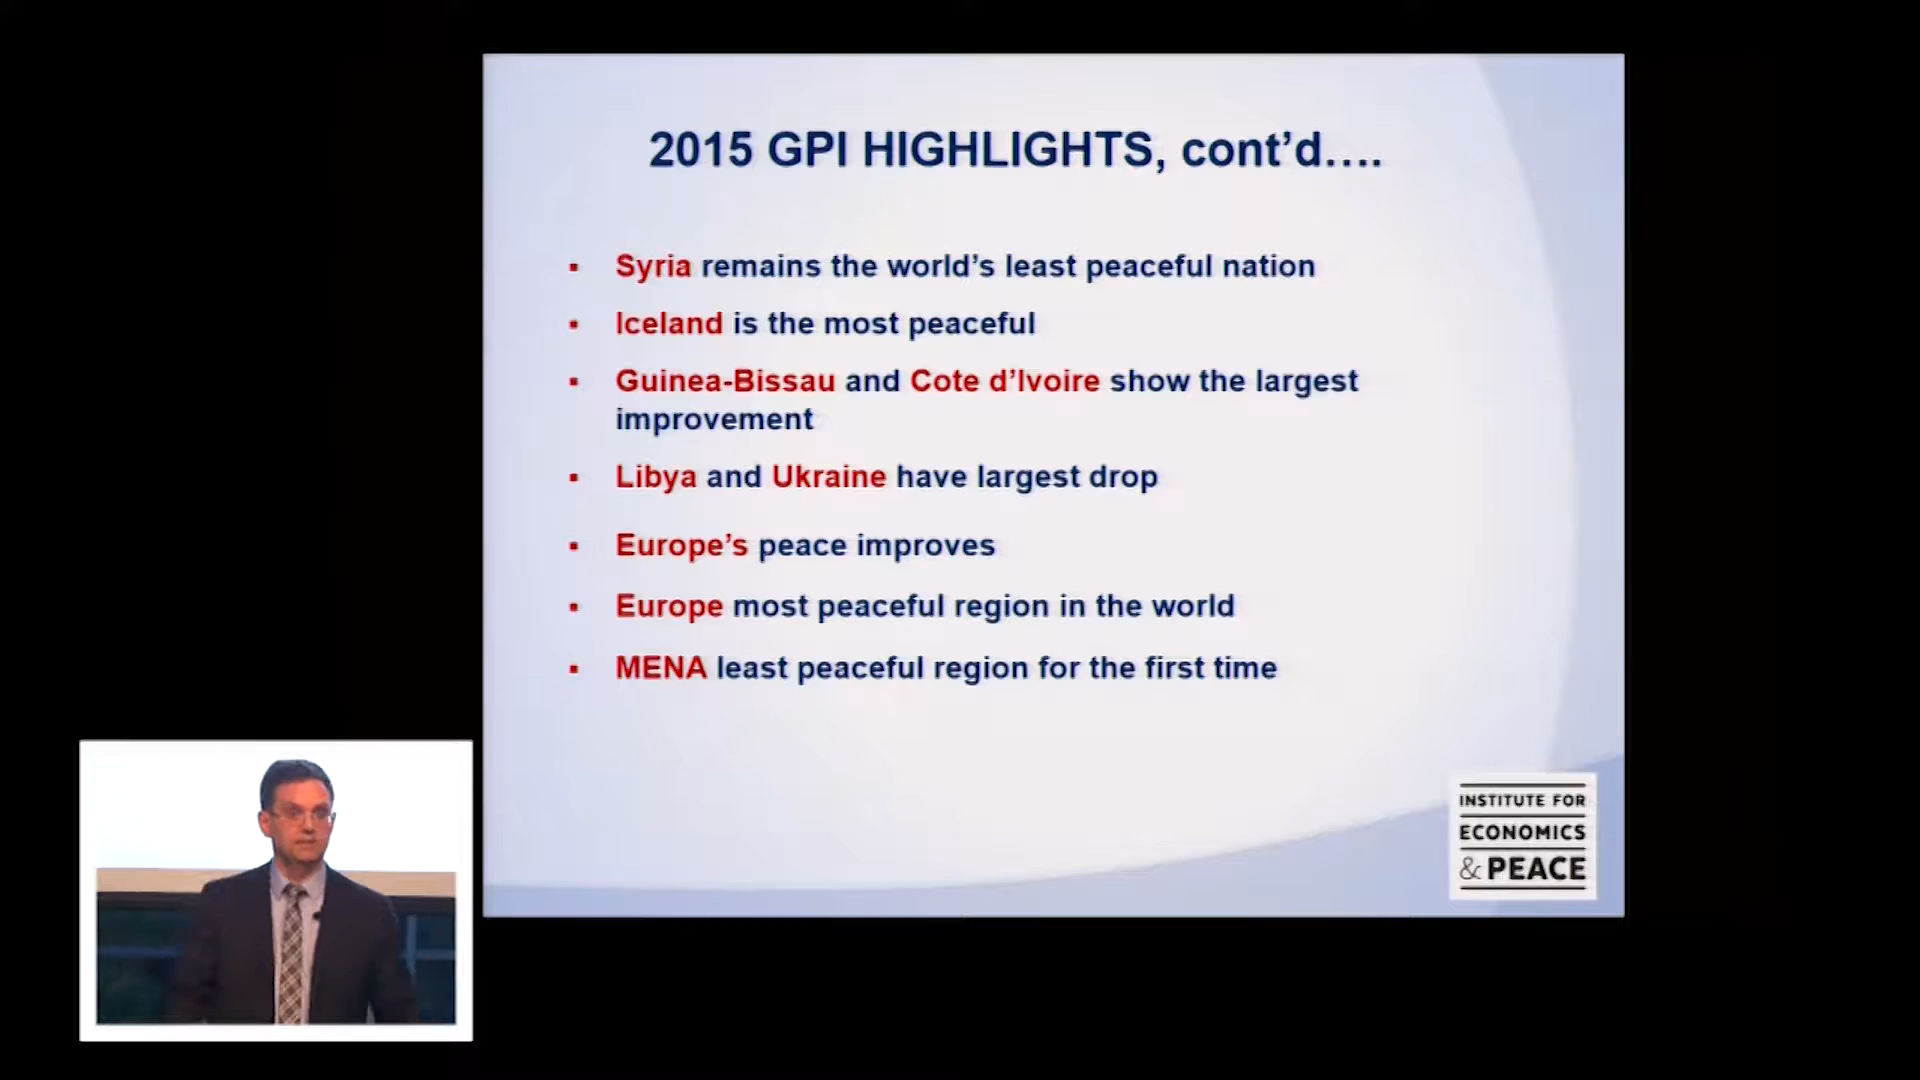 2015 GPI HIGHLIGHTS, cont’d….
▪ Syria remains the world’s least peaceful nation
▪ Iceland is the most peaceful
▪ Guinea-Bissau and Cote d’Ivoire show the largest
improvement
▪ Libya and Ukraine have largest drop
▪ Europe’s peace improves
▪ Europe most peaceful region in the world
▪ MENA least peaceful region for the first time
INSTITUTE FOR
ECONOMICS
& PEACE